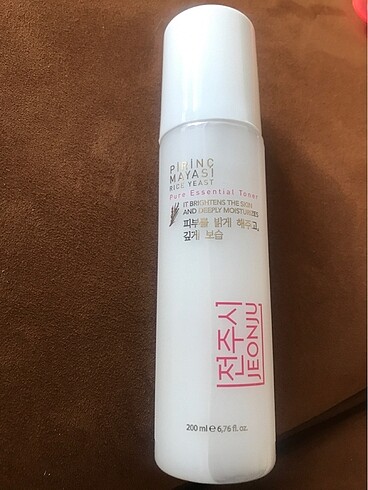 PİRİNÇ
MAYASI
RICE YEAST
Pure Essential Toner
IT BRIGHTENS THE SKIN
AND DEEPLY MOISTURIZES
피부를 밝게 해주고,
깊게 보습
전주시
JEONJU
200 ml ℮ 6,76 fl. oz.